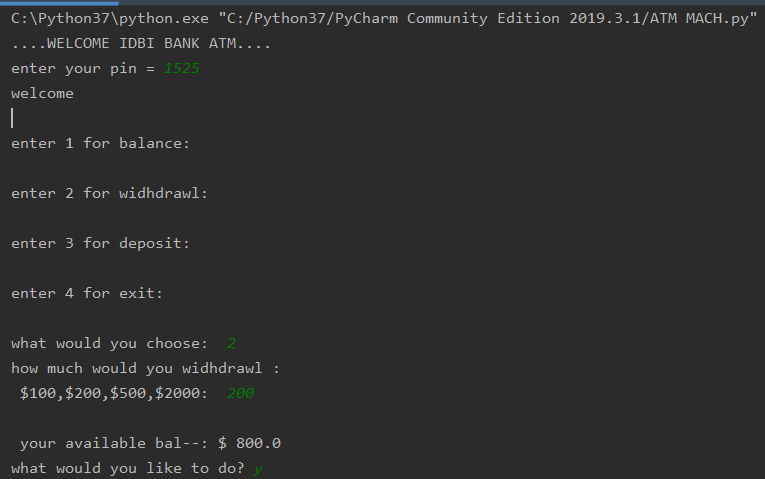 C:\Python37\python.exe "C:/Python37/PyCharm Community Edition 2019.3.1/ATM MACH.py"
....WELCOME IDBI BANK ATM....
enter your pin = 1525
welcome
enter 1 for balance:
enter 2 for widhdrawl:
enter 3 for deposit:
enter 4 for exit:
what would you choose:  2
how much would you widhdrawl :
 $100,$200,$500,$2000:  200
 your available bal--: $ 800.0
what would you like to do? y